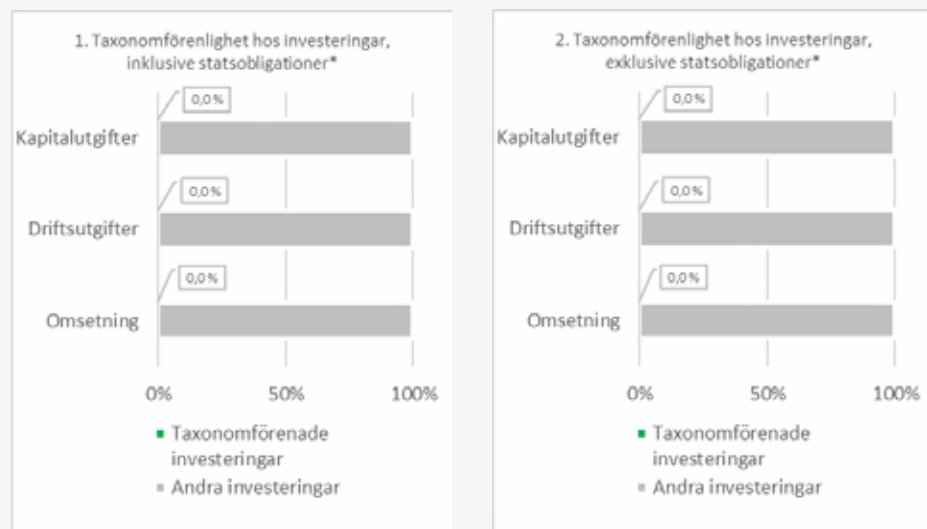 1. Taxonomförenlighet hos investeringar,
inklusive statsobligationer*
0,0%
Kapitalutgifter
0,0%
Driftsutgifter
0,0%
Omsetning
0%
50%
100%
Taxonomförenade
investeringar
Andra investeringar
2. Taxonomförenlighet hos investeringar,
exklusive statsobligationer*
0,0%
Kapitalutgifter
0,0%
Driftsutgifter
0,0%
Omsetning
0%
50%
100%
Taxonomförenade
investeringar
Andra investeringar